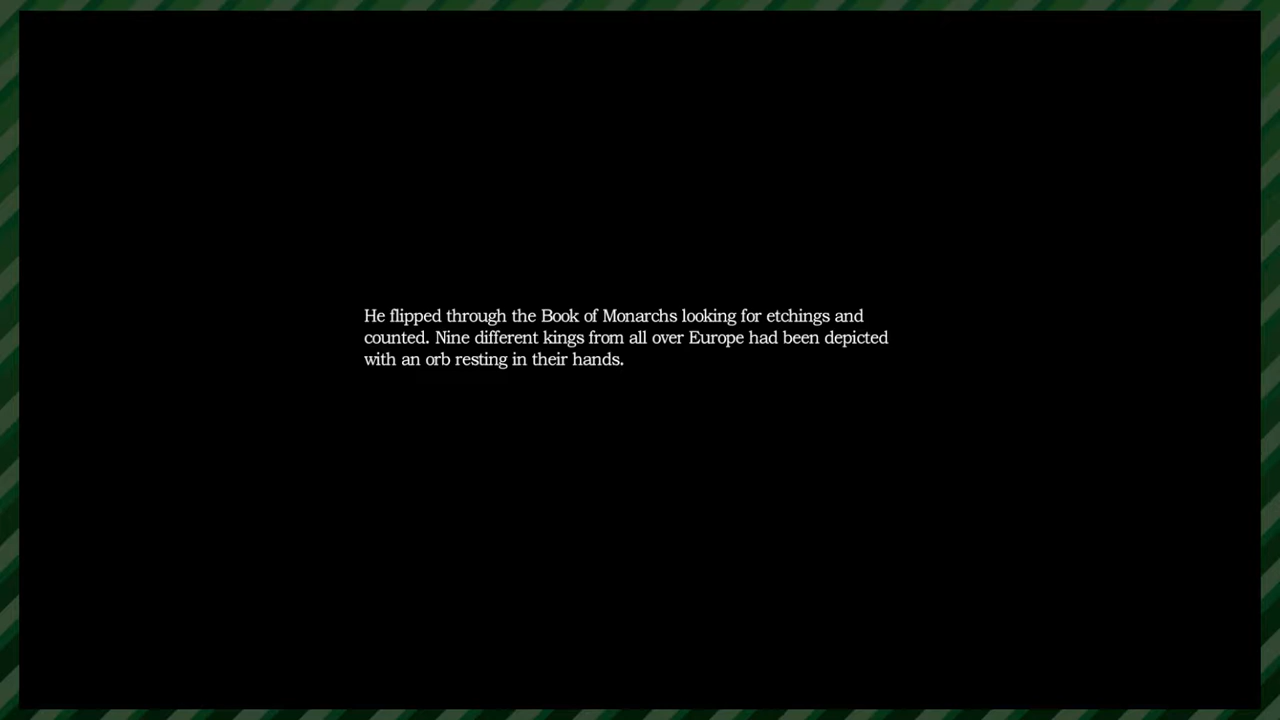 He flipped through the Book of Monarchs looking for etchings and
counted. Nine different kings from all over Europe had been depicted
with an orb resting in their hands.